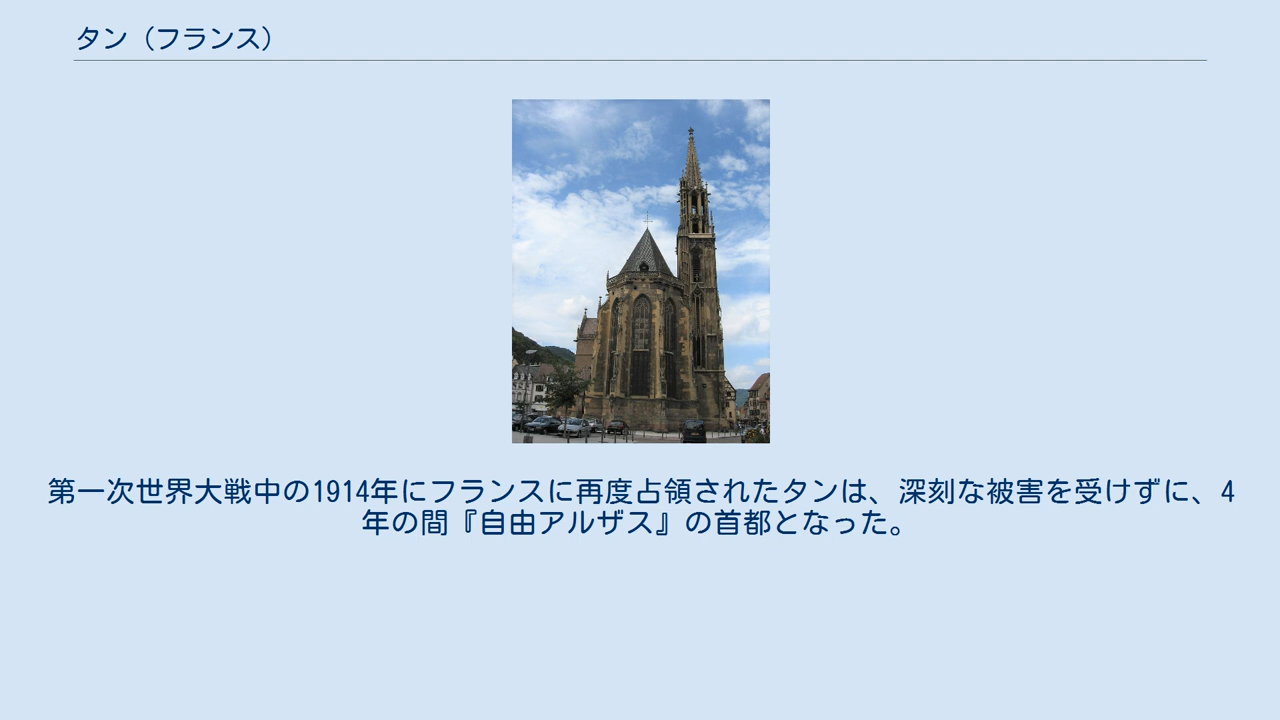 タン（フランス）
第一次世界大戦中の1914年にフランスに再度占領されたタンは、深刻な被害を受けずに、4
年の間『自由アルザス』の首都となった。